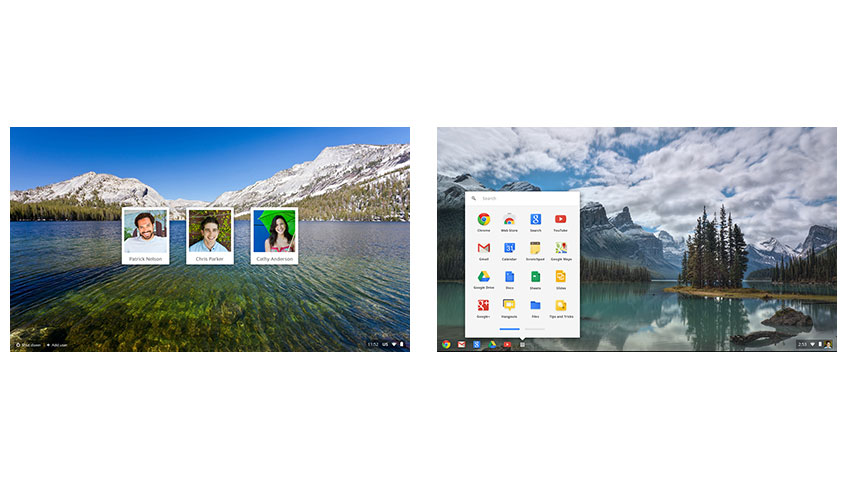 Patrick Nelson
Chris Parker
Cathy Anderson
Shut down
Add user
11:52 US
Search
Chrome
Web Store
Search
YouTube
Gmail
Calendar
Scratchpad
Google Maps
Google Drive
Docs
Sheets
Slides
Google+
Hangouts
Files
Tips and Tricks
2:53